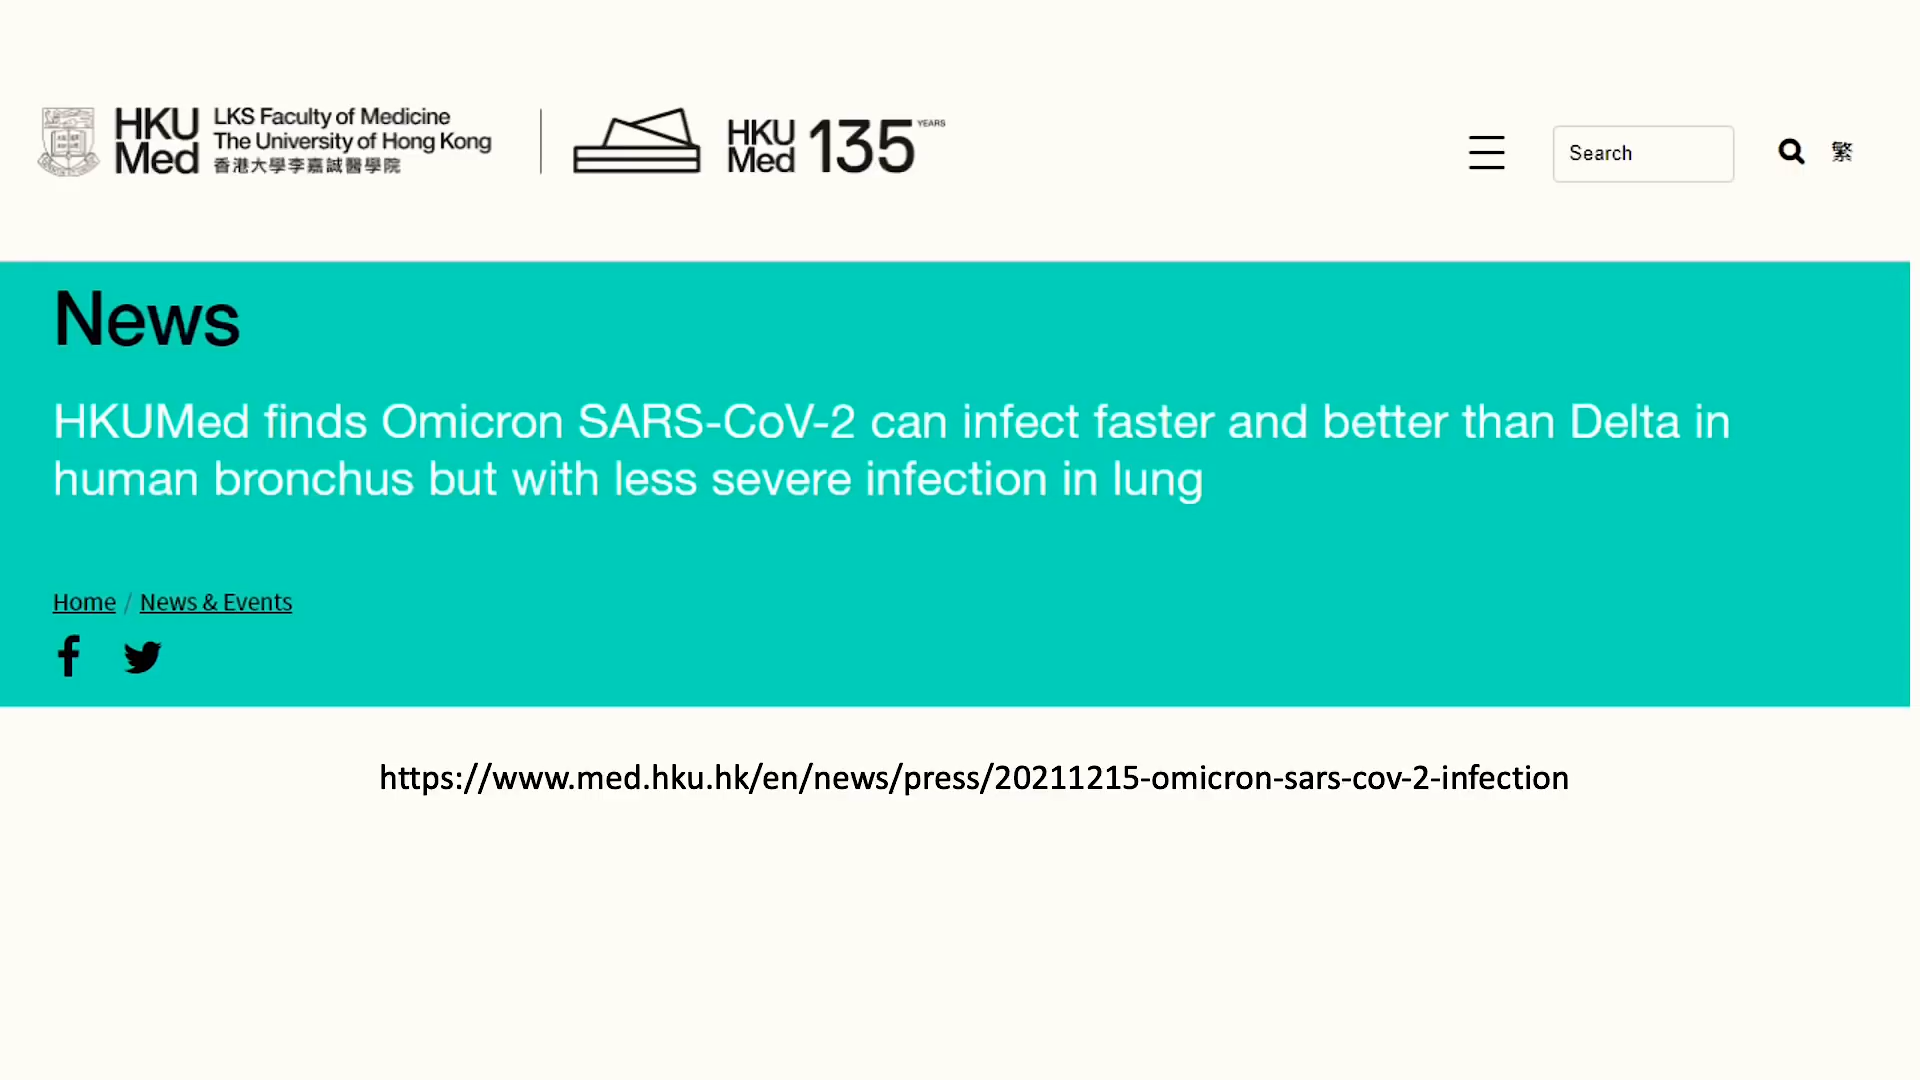 HKU
Med
LKS Faculty of Medicine
The University of Hong Kong
香港大學李嘉誠醫學院
HKU
Med
135
YEARS
Search
繁
News
HKUMed finds Omicron SARS-CoV-2 can infect faster and better than Delta in
human bronchus but with less severe infection in lung
Home / News & Events
https://www.med.hku.hk/en/news/press/20211215-omicron-sars-cov-2-infection